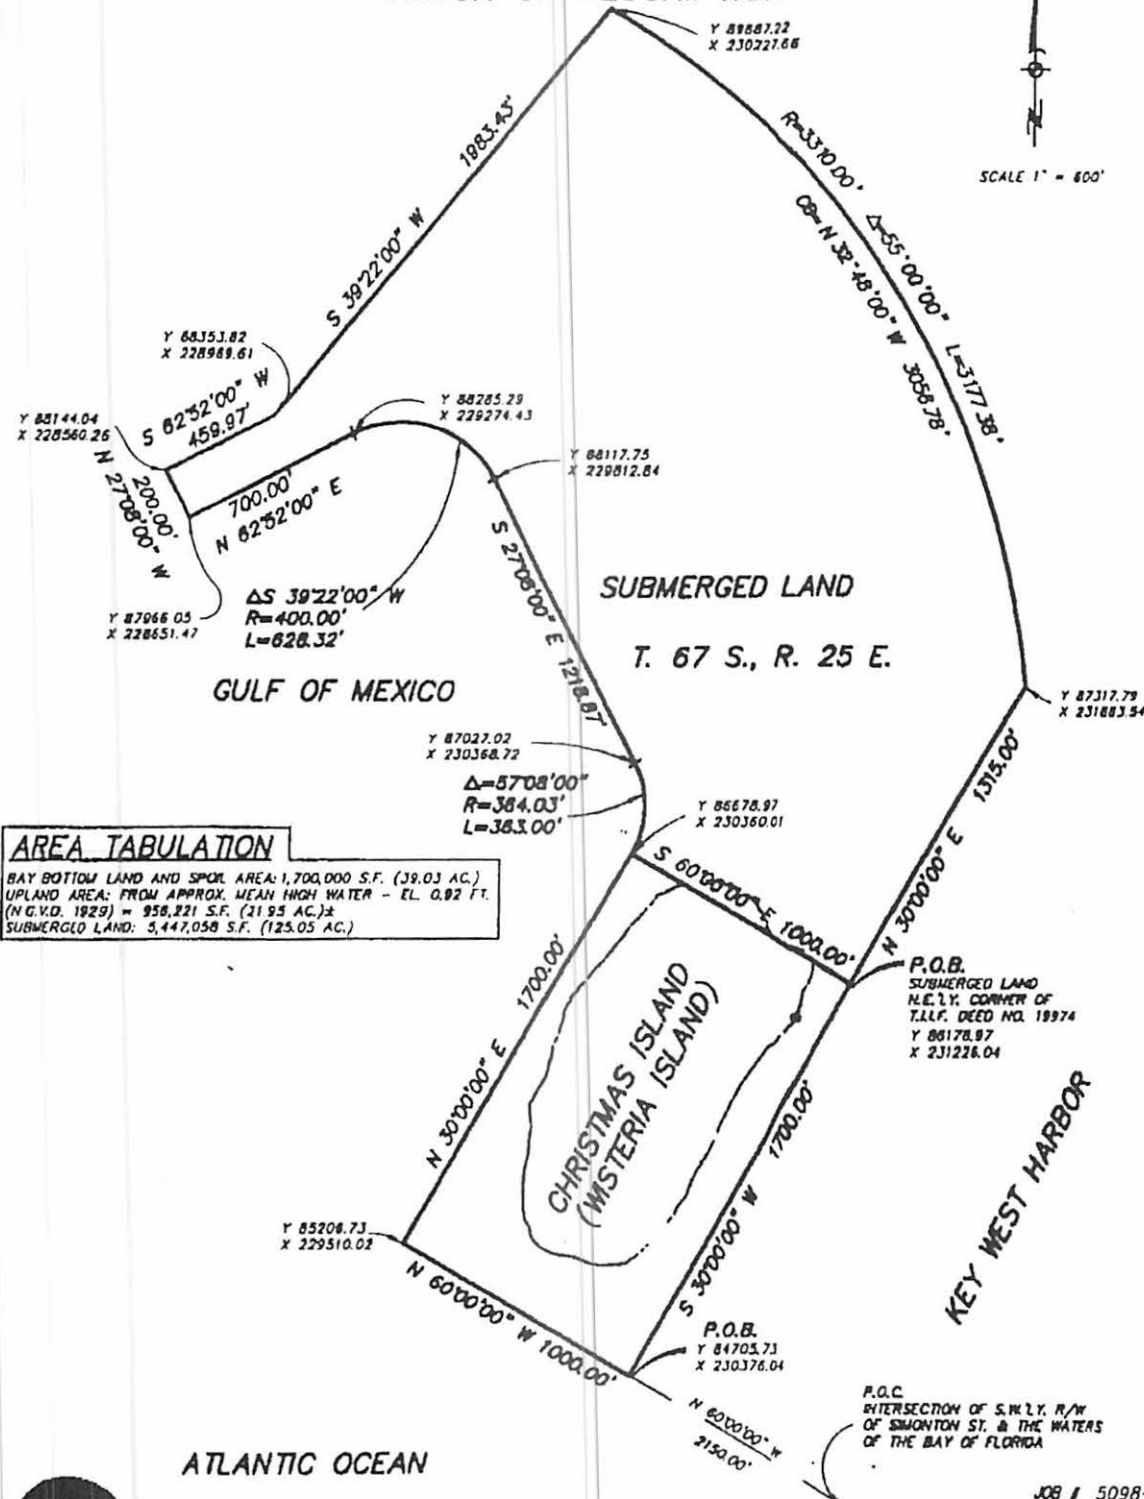 Y 89887.22
X 230227.66
SCALE 1" = 600'
1983.43'
S 39°22'00" W
R=3310.00' Δ=55°00'00" L=3177.38'
CB= N 32°48'00" W 3056.78'
Y 88353.82
X 228969.61
S 62°52'00" W
459.97'
Y 88144.04
X 228560.26
N 27°08'00" W
200.00'
700.00'
N 62°52'00" E
Y 88285.29
X 229274.43
Y 88117.75
X 229812.84
Y 87966.05
X 228651.47
ΔS 39°22'00" W
R=400.00'
L=628.32'
S 27°08'00" E 1218.87'
SUBMERGED LAND
T. 67 S., R. 25 E.
GULF OF MEXICO
Y 87317.79
X 231883.54
Y 87027.02
X 230368.72
Δ=57°08'00"
R=364.03'
L=363.00'
Y 86678.97
X 230360.01
1315.00'
N 30°00'00" E
S 60°00'00" E 1000.00'
AREA TABULATION
BAY BOTTOM LAND AND SPOIL AREA: 1,700,000 S.F. (39.03 AC.)
UPLAND AREA: FROM APPROX. MEAN HIGH WATER - EL. 0.92 FT.
(N.G.V.D. 1929) = 956,221 S.F. (21.95 AC.)±
SUBMERGED LAND: 5,447,058 S.F. (125.05 AC.)
P.O.B.
SUBMERGED LAND
N.E.'LY. CORNER OF
T.I.I.F. DEED NO. 19974
Y 86178.97
X 231226.04
1700.00'
N 30°00'00" E
CHRISTMAS ISLAND
(WISTERIA ISLAND)
1700.00'
S 30°00'00" W
KEY WEST HARBOR
Y 85206.73
X 229510.02
N 60°00'00" W 1000.00'
P.O.B.
Y 84705.73
X 230376.04
N 60°00'00" W
2150.00'
P.O.C.
INTERSECTION OF S.W.'LY. R/W
OF SIMONTON ST. & THE WATERS
OF THE BAY OF FLORIDA
ATLANTIC OCEAN
JOB # 5098